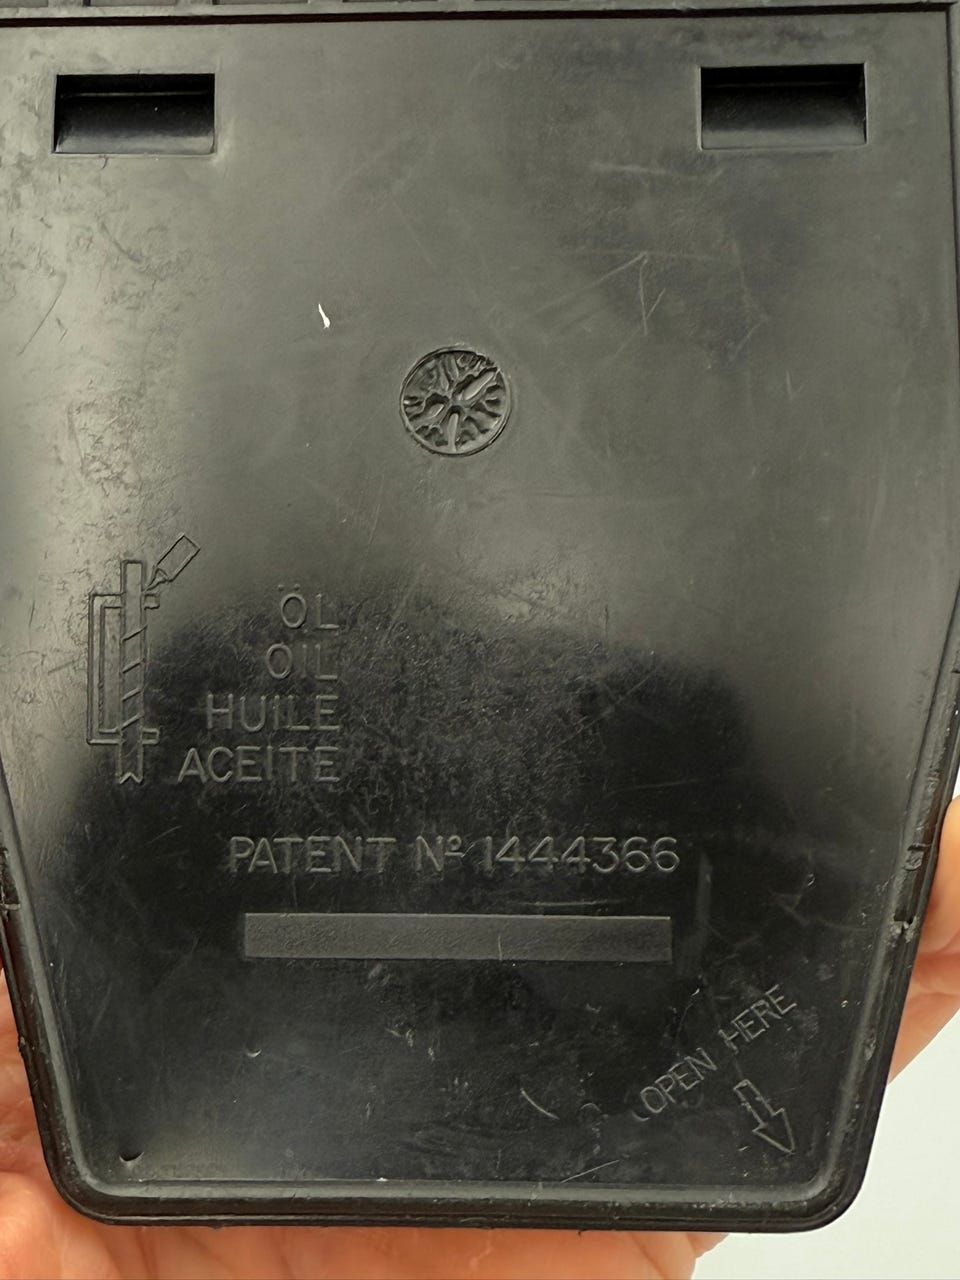 ÖL
OIL
HUILE
ACEITE
PATENT Nº 1444366
OPEN HERE